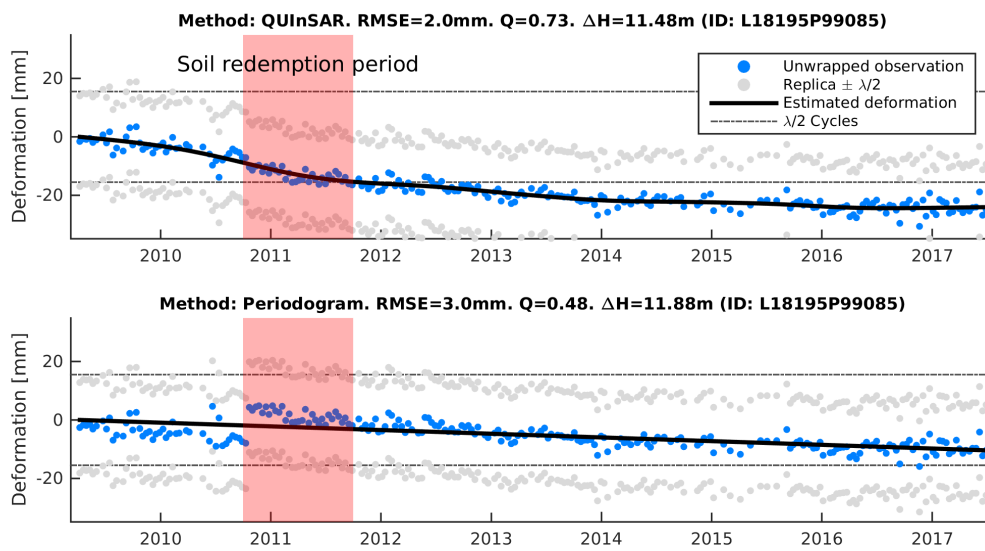 Method: QUInSAR. RMSE=2.0mm. Q=0.73. ΔH=11.48m (ID: L18195P99085)
Soil redemption period
Unwrapped observation
Replica ± λ/2
Estimated deformation
λ/2 Cycles
Deformation [mm]
20
0
-20
2010 2011 2012 2013 2014 2015 2016 2017
Method: Periodogram. RMSE=3.0mm. Q=0.48. ΔH=11.88m (ID: L18195P99085)
Deformation [mm]
20
0
-20
2010 2011 2012 2013 2014 2015 2016 2017